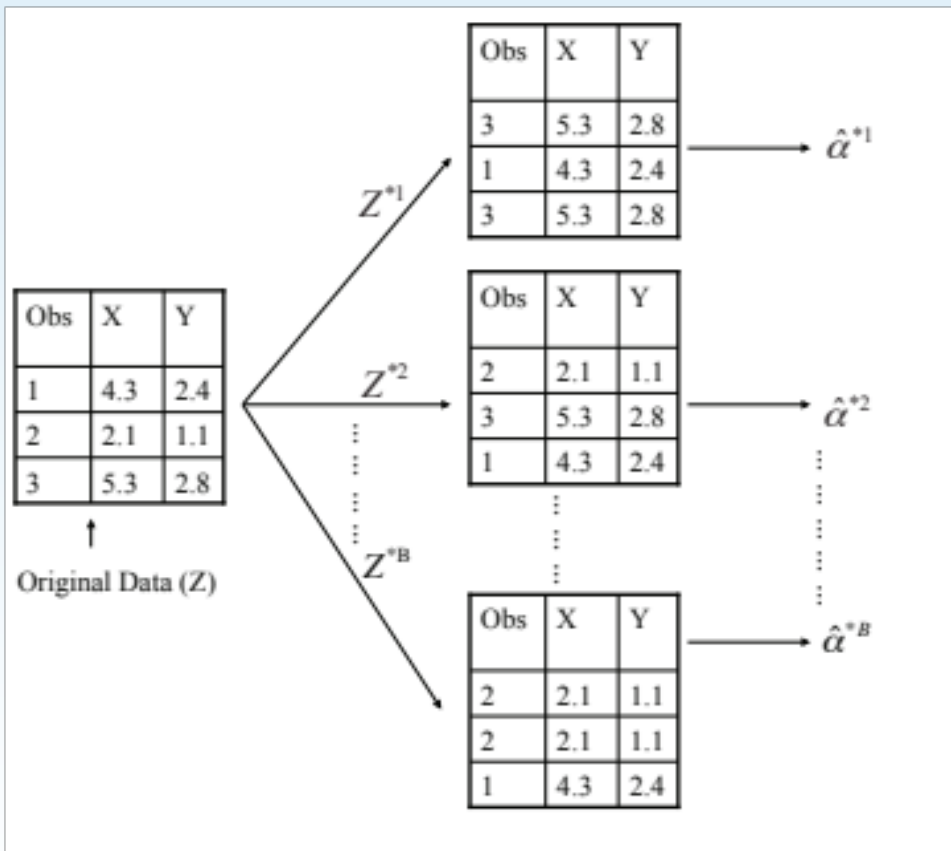 Obs X Y
1 4.3 2.4
2 2.1 1.1
3 5.3 2.8
Original Data (Z)
Z*1
Obs X Y
3 5.3 2.8
1 4.3 2.4
3 5.3 2.8
α̂*1
Z*2
Obs X Y
2 2.1 1.1
3 5.3 2.8
1 4.3 2.4
α̂*2
Z*B
Obs X Y
2 2.1 1.1
2 2.1 1.1
1 4.3 2.4
α̂*B